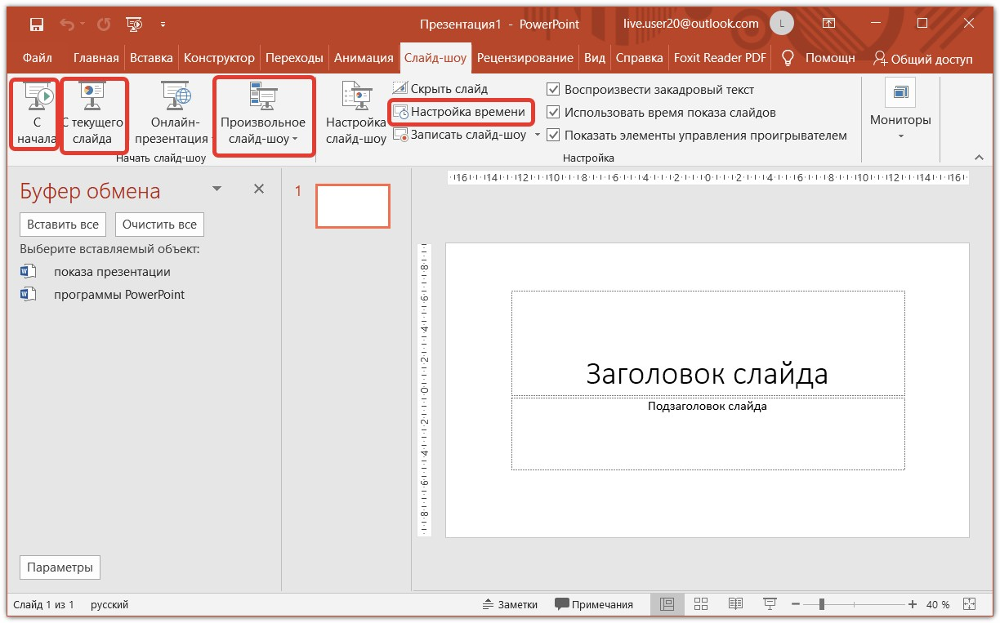 Презентация1 - PowerPoint
live.user20@outlook.com
L
Файл Главная Вставка Конструктор Переходы Анимация Слайд-шоу Рецензирование Вид Справка Foxit Reader PDF Помощн Общий доступ
С начала
С текущего слайда
Онлайн-презентация
Произвольное слайд-шоу
Начать слайд-шоу
Настройка слайд-шоу
Скрыть слайд
Настройка времени
Записать слайд-шоу
Воспроизвести закадровый текст
Использовать время показа слайдов
Показать элементы управления проигрывателем
Настройка
Мониторы
Буфер обмена
Вставить все Очистить все
Выберите вставляемый объект:
показа презентации
программы PowerPoint
Параметры
1
16 14 12 10 8 6 4 2 0 2 4 6 8 10 12 14 16
8 6 4 2 0 2 4 6 8
Заголовок слайда
Подзаголовок слайда
Слайд 1 из 1 русский Заметки Примечания 40 %